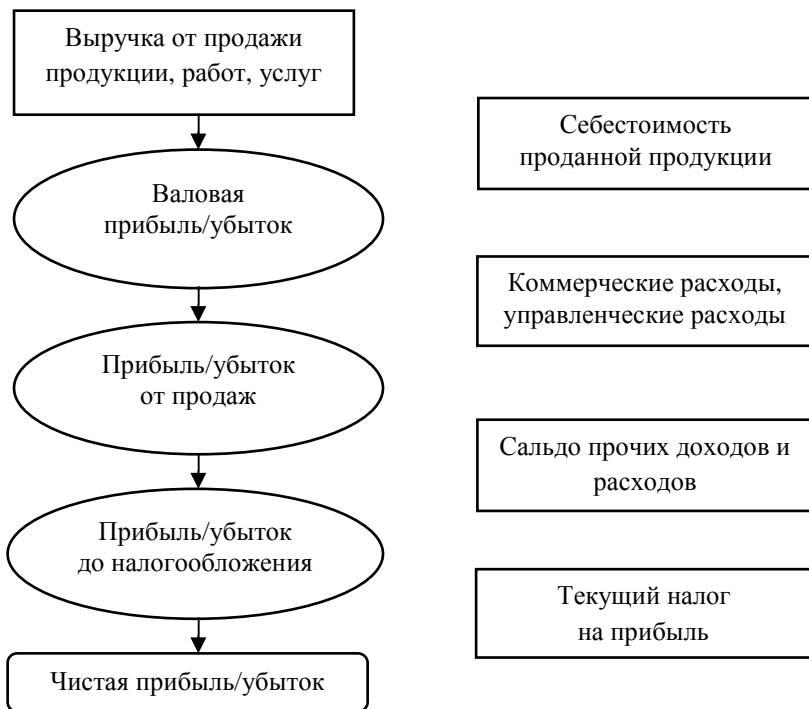 Выручка от продажи
продукции, работ, услуг
Себестоимость
проданной продукции
Валовая
прибыль/убыток
Коммерческие расходы,
управленческие расходы
Прибыль/убыток
от продаж
Сальдо прочих доходов и
расходов
Прибыль/убыток
до налогообложения
Текущий налог
на прибыль
Чистая прибыль/убыток